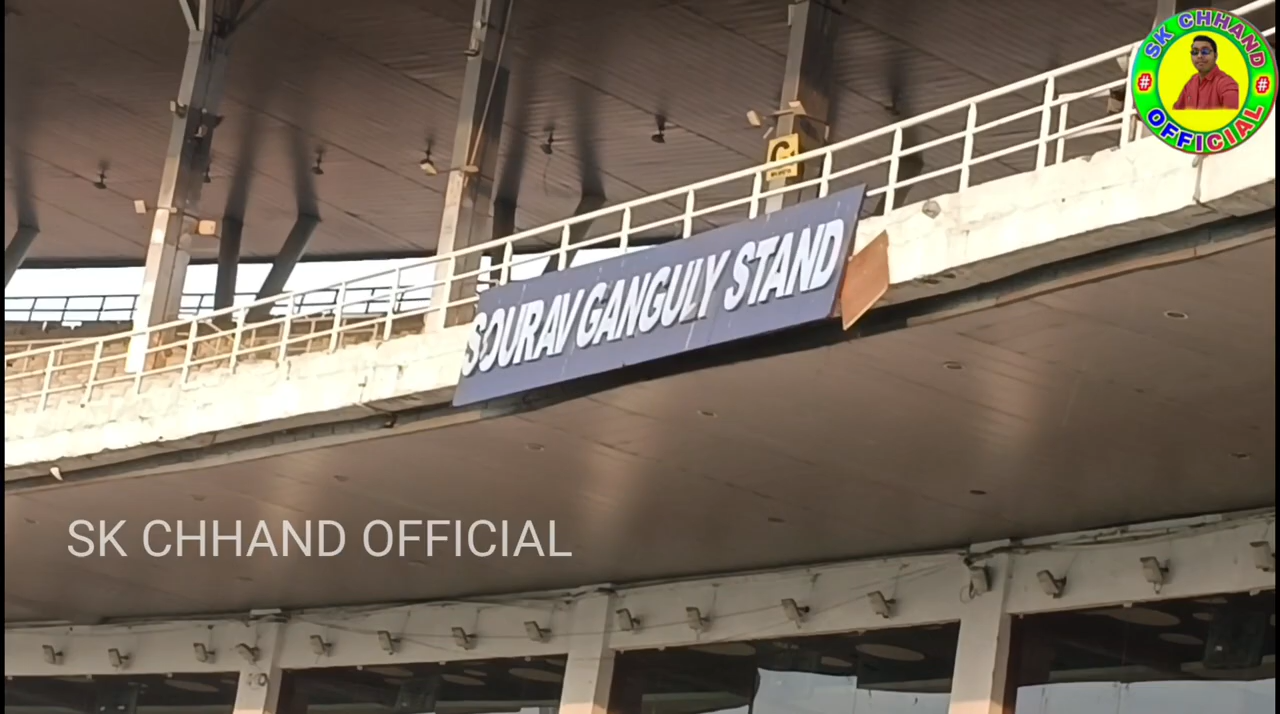 SK CHHAND
# #
OFFICIAL
G
SOURAV GANGULY STAND
SK CHHAND OFFICIAL